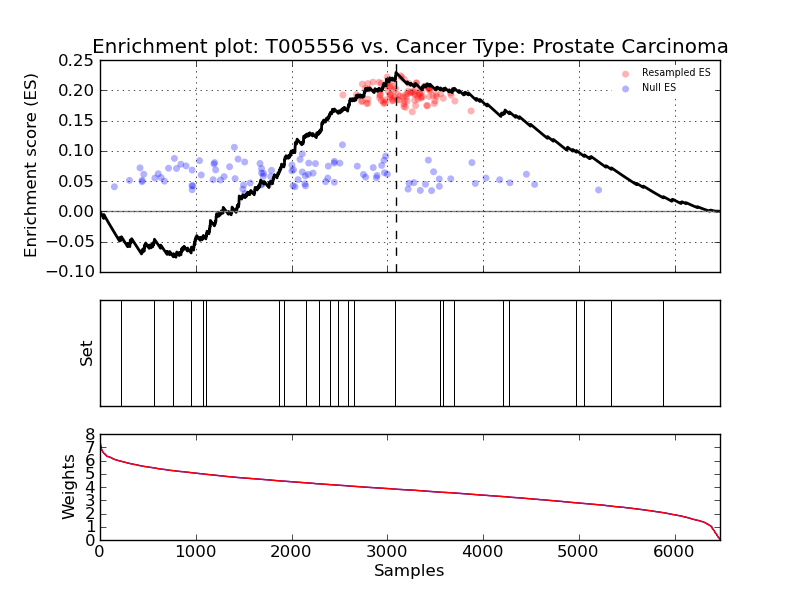 Enrichment plot: T005556 vs. Cancer Type: Prostate Carcinoma
Enrichment score (ES)
0.25
0.20
0.15
0.10
0.05
0.00
−0.05
−0.10
Resampled ES
Null ES
Set
Weights
8
7
6
5
4
3
2
1
0
0 1000 2000 3000 4000 5000 6000
Samples